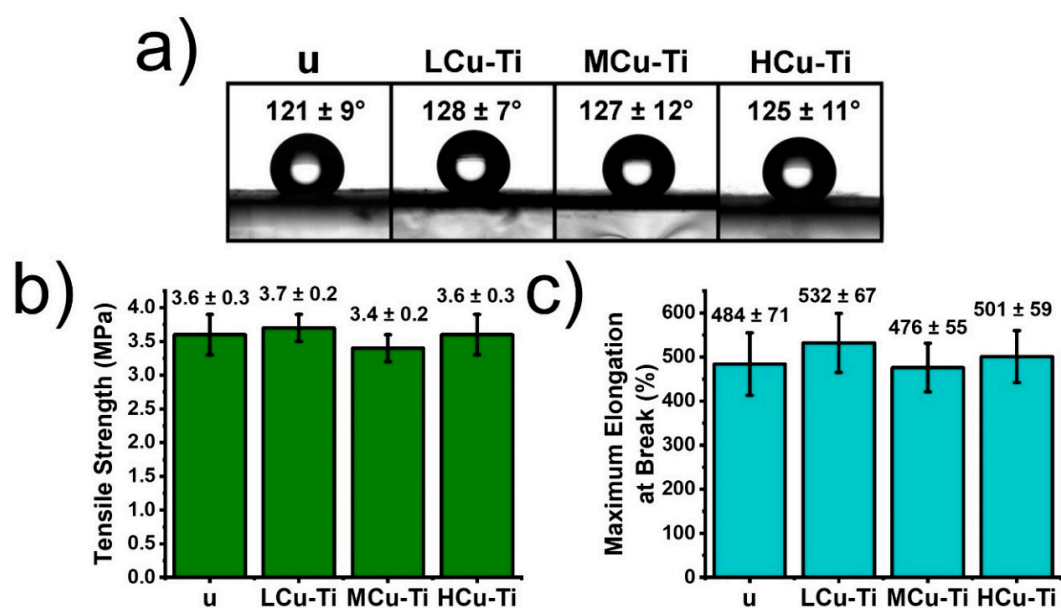 a)
u LCu-Ti MCu-Ti HCu-Ti
121 ± 9° 128 ± 7° 127 ± 12° 125 ± 11°
b)
Tensile Strength (MPa)
4.0
3.5
3.0
2.5
2.0
1.5
1.0
0.5
0.0
3.6 ± 0.3 3.7 ± 0.2 3.4 ± 0.2 3.6 ± 0.3
u LCu-Ti MCu-Ti HCu-Ti
c)
Maximum Elongation
at Break (%)
600
500
400
300
200
100
0
484 ± 71 532 ± 67 476 ± 55 501 ± 59
u LCu-Ti MCu-Ti HCu-Ti